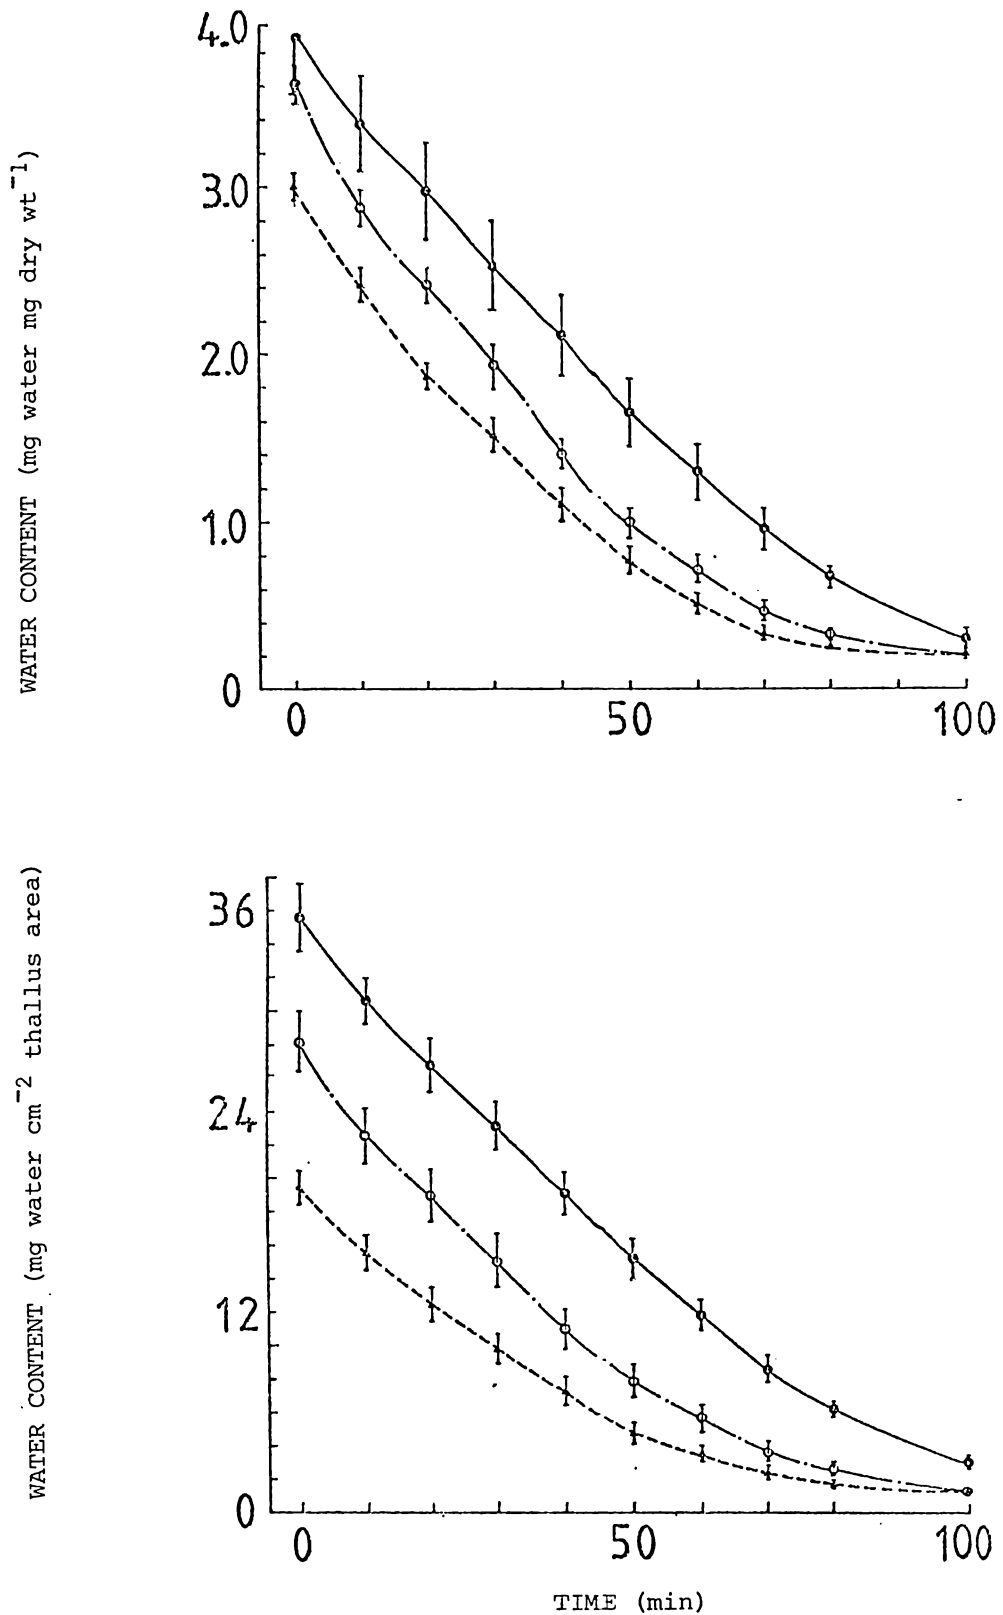 WATER CONTENT (mg water mg dry wt⁻¹)
4.0
3.0
2.0
1.0
0
0 50 100
WATER CONTENT (mg water cm⁻² thallus area)
36
24
12
0
0 50 100
TIME (min)